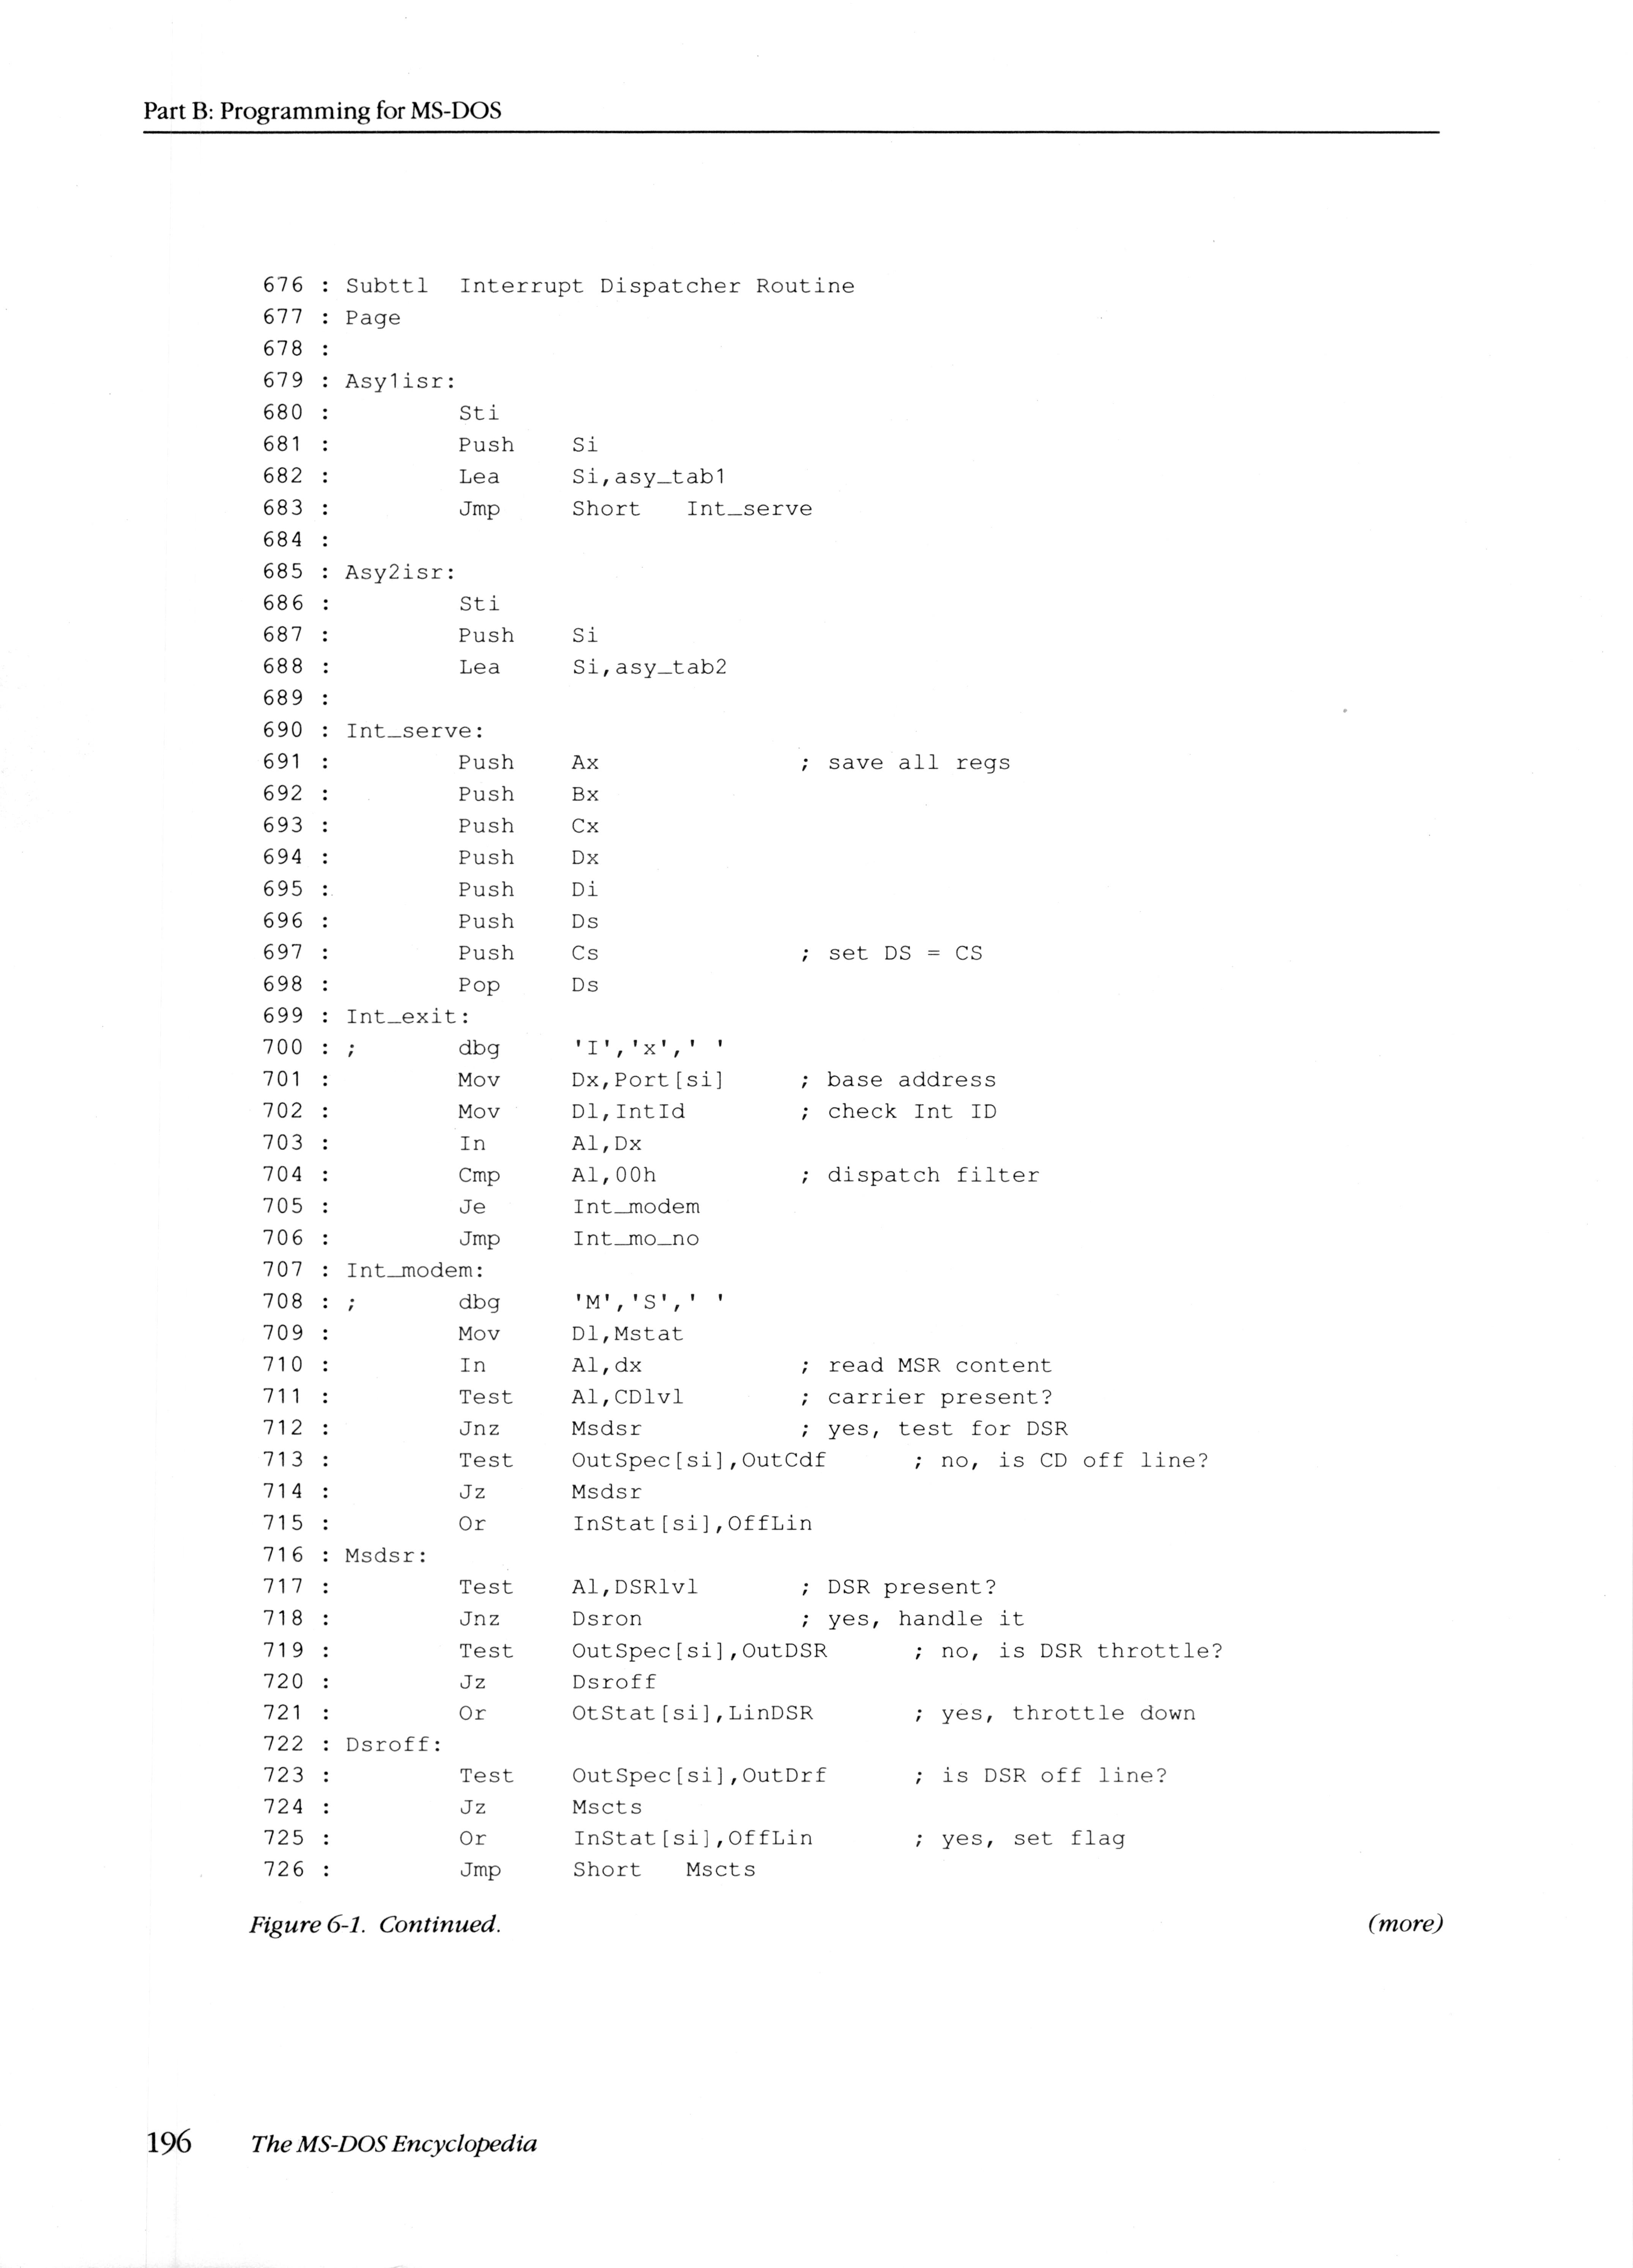 Part B: Programming for MS-DOS
676 : Subttl  Interrupt Dispatcher Routine
677 : Page
678 :
679 : Asy1isr:
680 :         Sti
681 :         Push    Si
682 :         Lea     Si,asy_tab1
683 :         Jmp     Short   Int_serve
684 :
685 : Asy2isr:
686 :         Sti
687 :         Push    Si
688 :         Lea     Si,asy_tab2
689 :
690 : Int_serve:
691 :         Push    Ax              ; save all regs
692 :         Push    Bx
693 :         Push    Cx
694 :         Push    Dx
695 :         Push    Di
696 :         Push    Ds
697 :         Push    Cs              ; set DS = CS
698 :         Pop     Ds
699 : Int_exit:
700 : ;       dbg     'I','x',' '
701 :         Mov     Dx,Port[si]     ; base address
702 :         Mov     Dl,IntId        ; check Int ID
703 :         In      Al,Dx
704 :         Cmp     Al,00h          ; dispatch filter
705 :         Je      Int_modem
706 :         Jmp     Int_mo_no
707 : Int_modem:
708 : ;       dbg     'M','S',' '
709 :         Mov     Dl,Mstat
710 :         In      Al,dx           ; read MSR content
711 :         Test    Al,CDlvl        ; carrier present?
712 :         Jnz     Msdsr           ; yes, test for DSR
713 :         Test    OutSpec[si],OutCdf      ; no, is CD off line?
714 :         Jz      Msdsr
715 :         Or      InStat[si],OffLin
716 : Msdsr:
717 :         Test    Al,DSRlvl       ; DSR present?
718 :         Jnz     Dsron           ; yes, handle it
719 :         Test    OutSpec[si],OutDSR      ; no, is DSR throttle?
720 :         Jz      Dsroff
721 :         Or      OtStat[si],LinDSR       ; yes, throttle down
722 : Dsroff:
723 :         Test    OutSpec[si],OutDrf      ; is DSR off line?
724 :         Jz      Mscts
725 :         Or      InStat[si],OffLin       ; yes, set flag
726 :         Jmp     Short   Mscts
Figure 6-1. Continued. (more)
196 The MS-DOS Encyclopedia